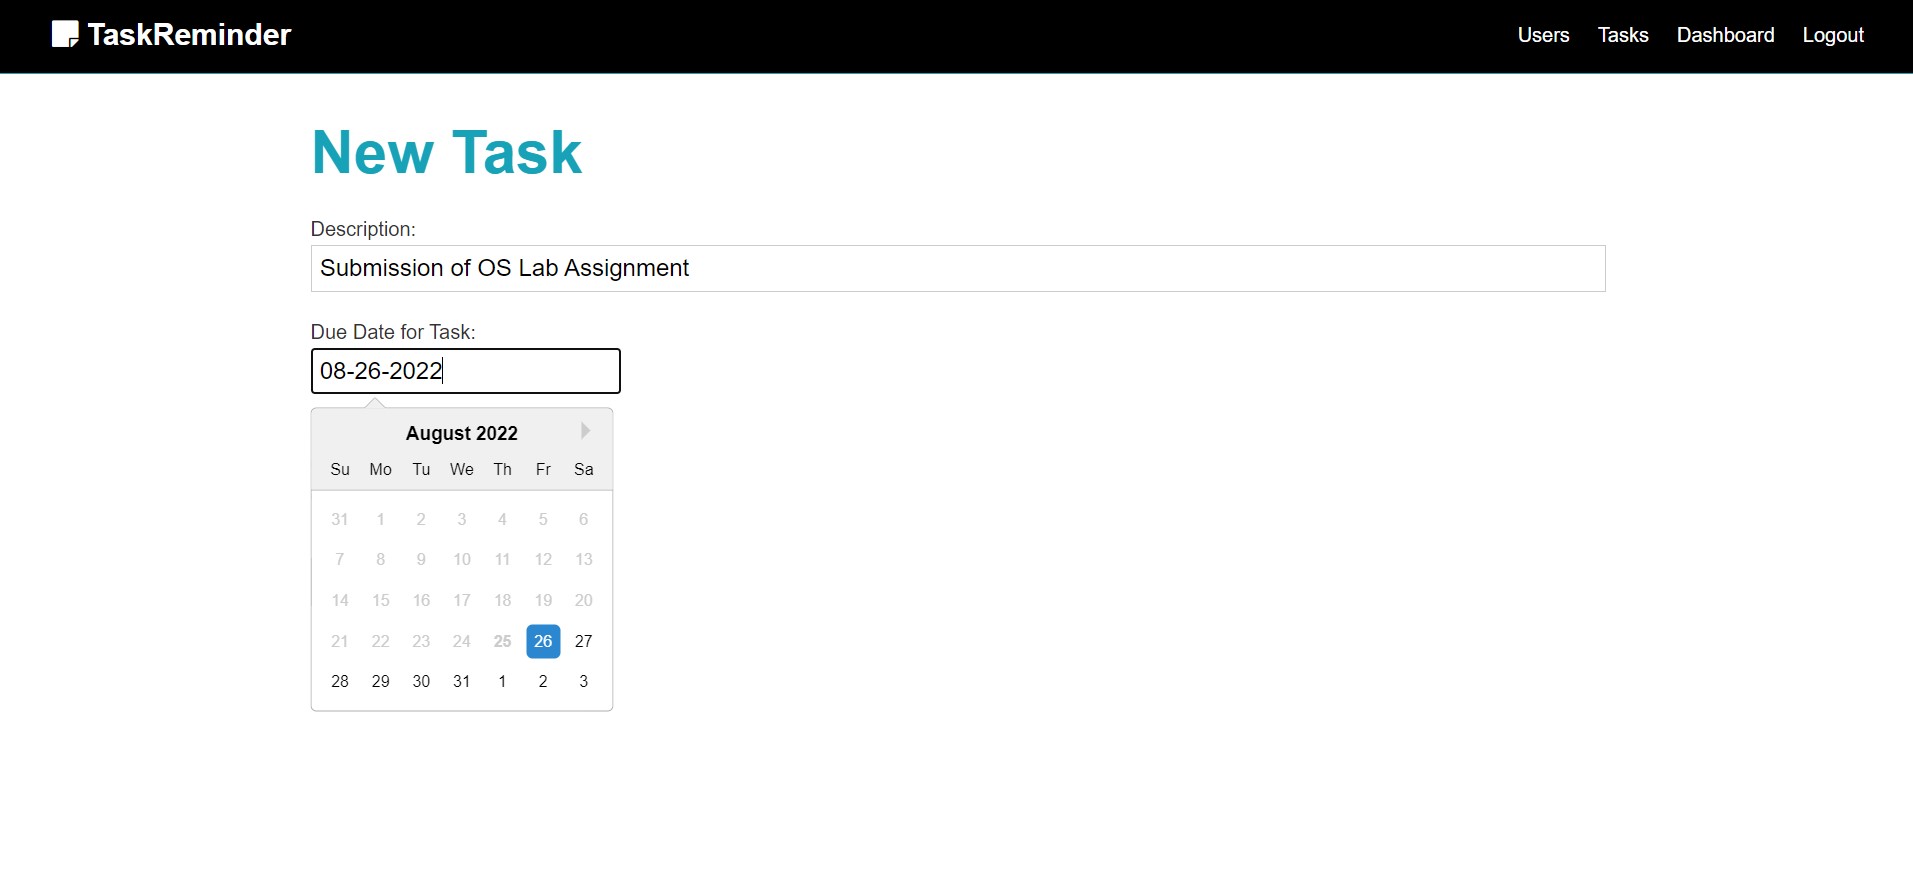 TaskReminder Users Tasks Dashboard Logout
New Task
Description:
Submission of OS Lab Assignment
Due Date for Task:
08-26-2022
August 2022
Su Mo Tu We Th Fr Sa
31 1 2 3 4 5 6
7 8 9 10 11 12 13
14 15 16 17 18 19 20
21 22 23 24 25 26 27
28 29 30 31 1 2 3